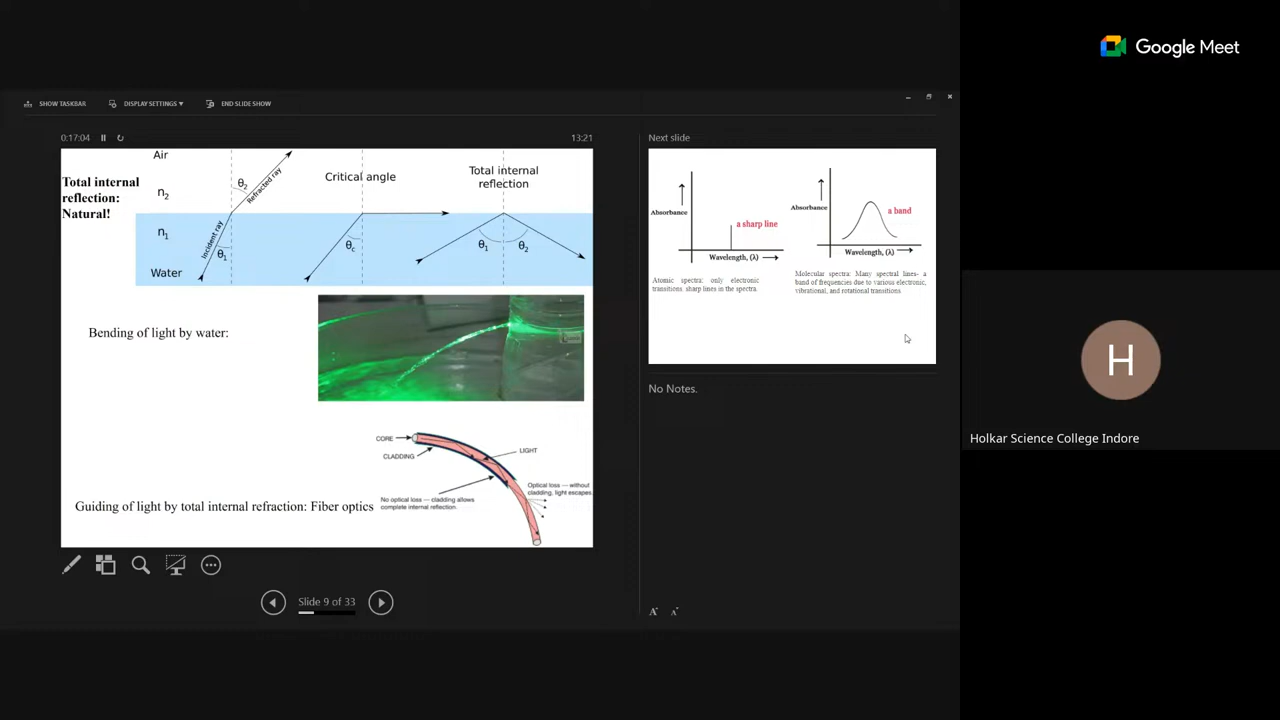 Google Meet
SHOW TASKBAR
DISPLAY SETTINGS
END SLIDE SHOW
0:17:04
13:21
Air
Total internal
reflection:
Natural!
n2
n1
Water
θ2
Refracted ray
Incident ray
θ1
Critical angle
θc
Total internal
reflection
θ1
θ2
Bending of light by water:
CORE
CLADDING
LIGHT
No optical loss — cladding allows
complete internal reflection.
Optical loss — without
cladding, light escapes
Guiding of light by total internal refraction: Fiber optics
Slide 9 of 33
Next slide
Absorbance
a sharp line
Wavelength, (λ)
Atomic spectra: only electronic
transitions. sharp lines in the spectra.
Absorbance
a band
Wavelength, (λ)
Molecular spectra: Many spectral lines- a
band of frequencies due to various electronic,
vibrational, and rotational transitions
No Notes.
A
A
H
Holkar Science College Indore